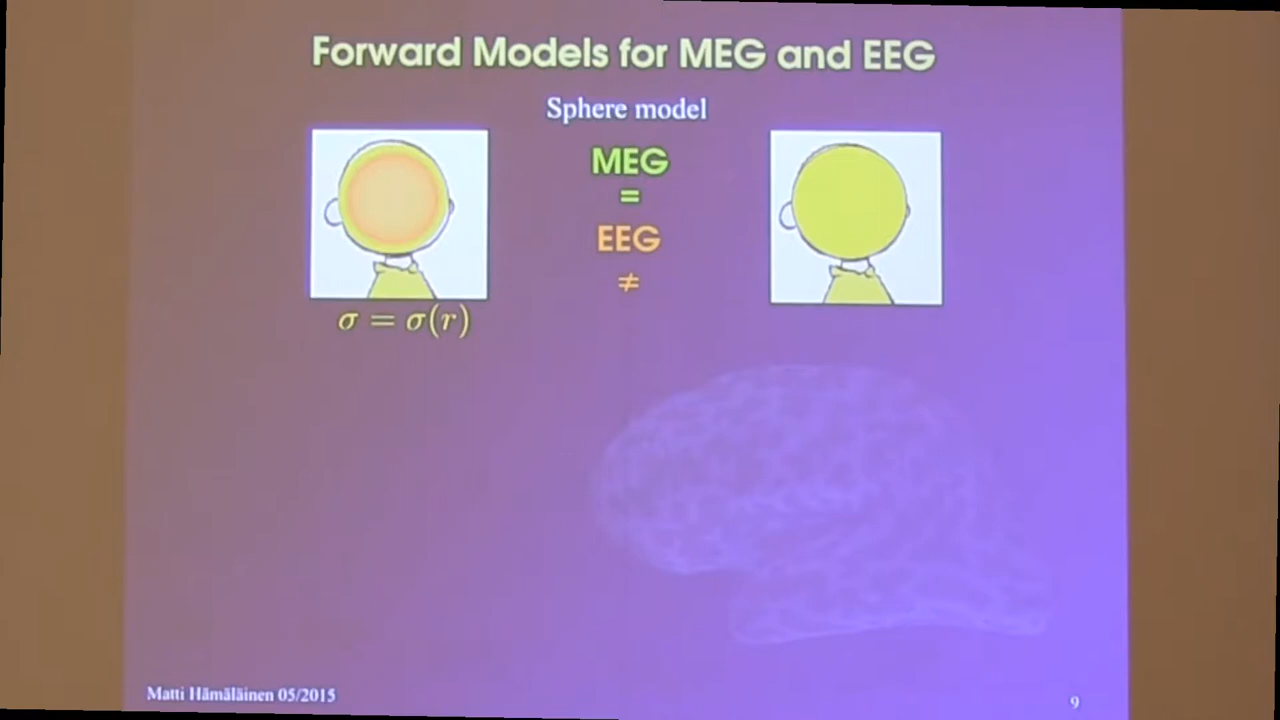 Forward Models for MEG and EEG
Sphere model
MEG
=
EEG
≠
σ = σ(r)
Matti Hämäläinen 05/2015
9